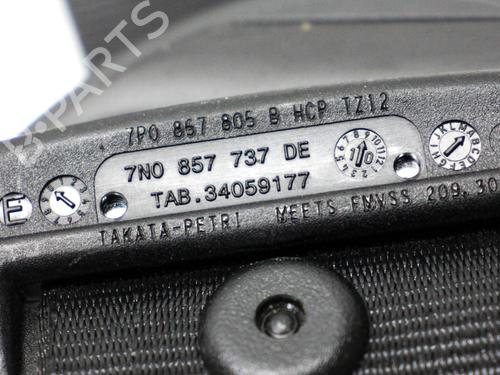 7P0 857 805 B HCP TZ12
7N0 857 737 DE
TAB.34059177
E
TAKATA-PETRI MEETS FMVSS 209, 30
B-PARTS